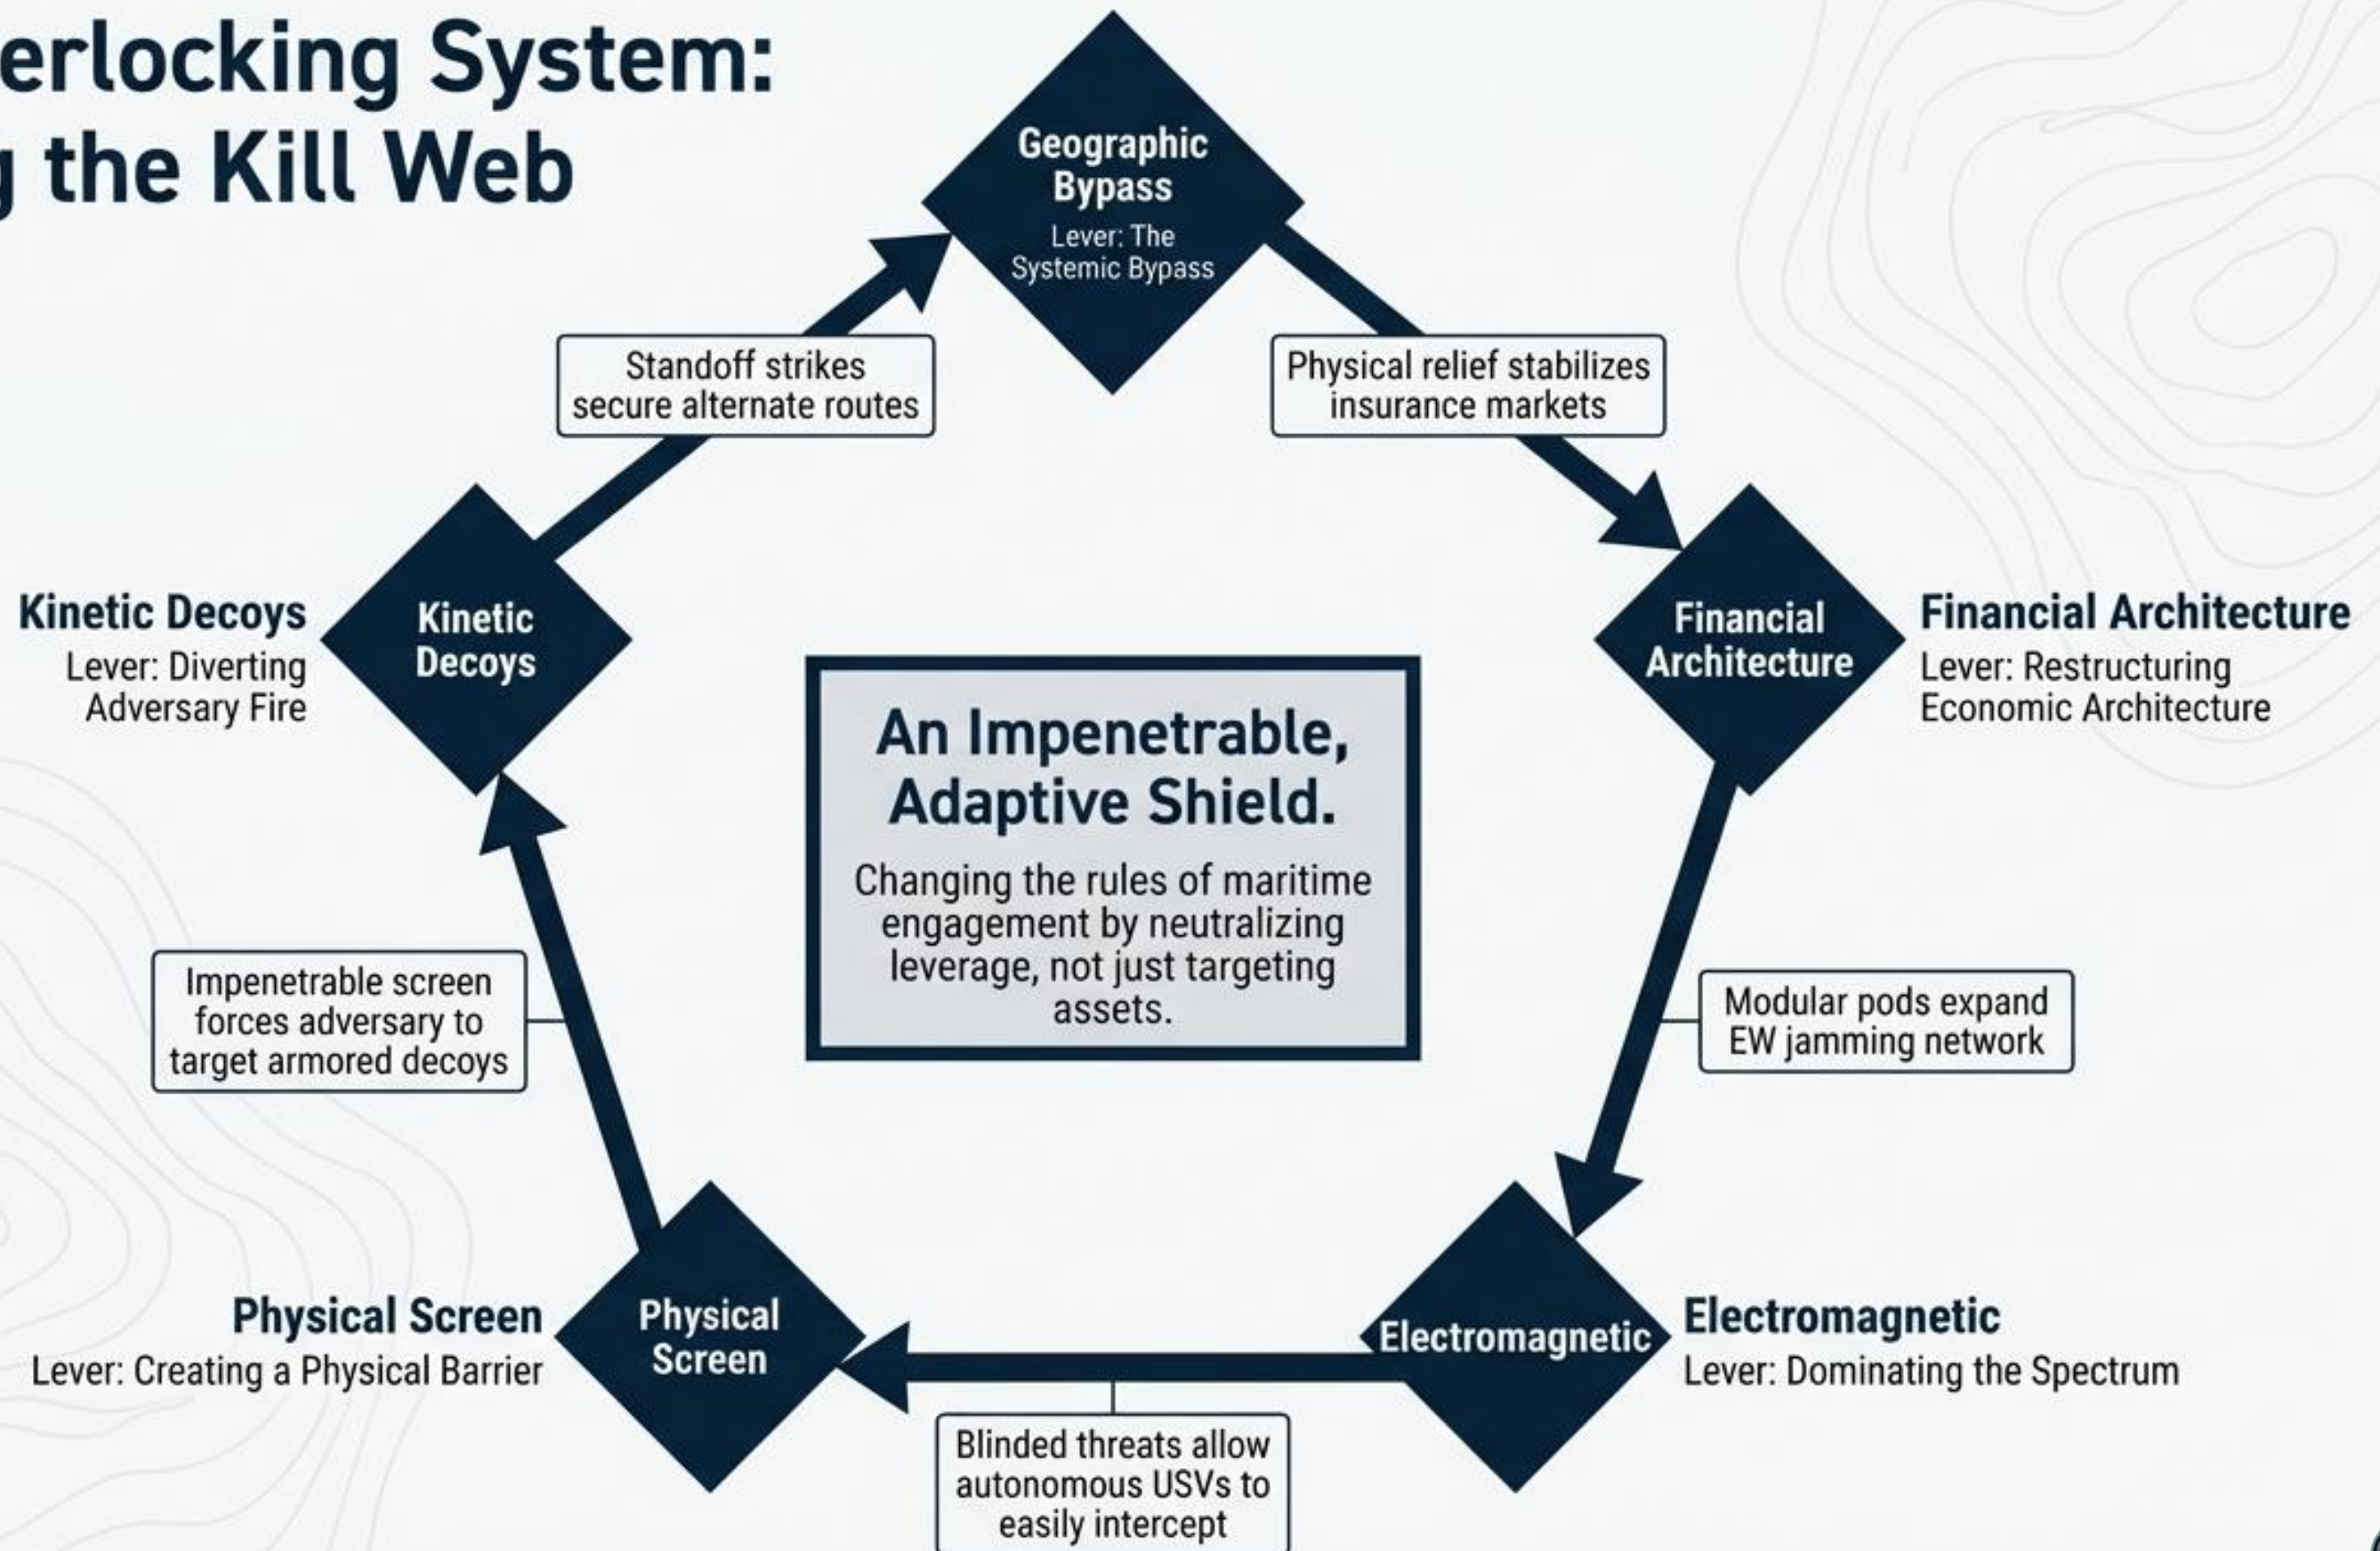 erlocking System:
g the Kill Web
Geographic
Bypass
Lever: The
Systemic Bypass
Standoff strikes
secure alternate routes
Physical relief stabilizes
insurance markets
Kinetic Decoys
Lever: Diverting
Adversary Fire
Kinetic
Decoys
Financial
Architecture
Financial Architecture
Lever: Restructuring
Economic Architecture
An Impenetrable,
Adaptive Shield.
Changing the rules of maritime
engagement by neutralizing
leverage, not just targeting
assets.
Impenetrable screen
forces adversary to
target armored decoys
Modular pods expand
EW jamming network
Physical Screen
Lever: Creating a Physical Barrier
Physical
Screen
Electromagnetic
Electromagnetic
Lever: Dominating the Spectrum
Blinded threats allow
autonomous USVs to
easily intercept